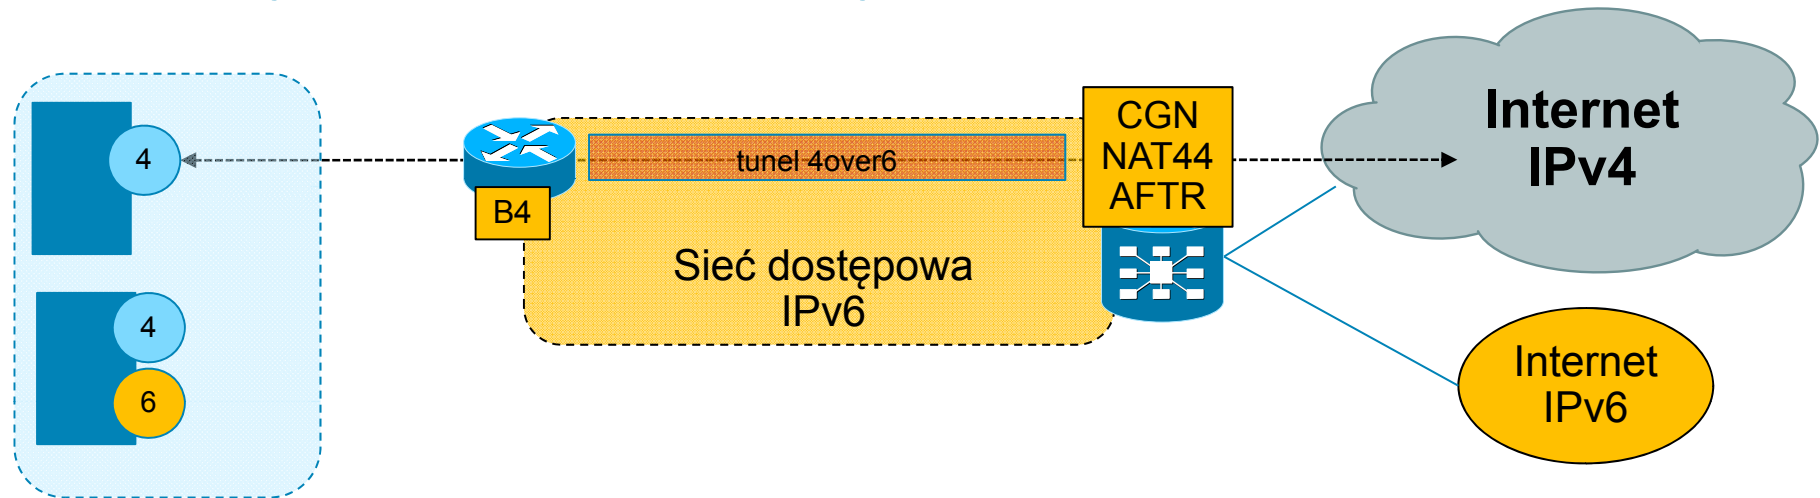 4
4
6
B4
tunel 4over6
Sieć dostępowa
IPv6
CGN
NAT44
AFTR
Internet
IPv4
Internet
IPv6